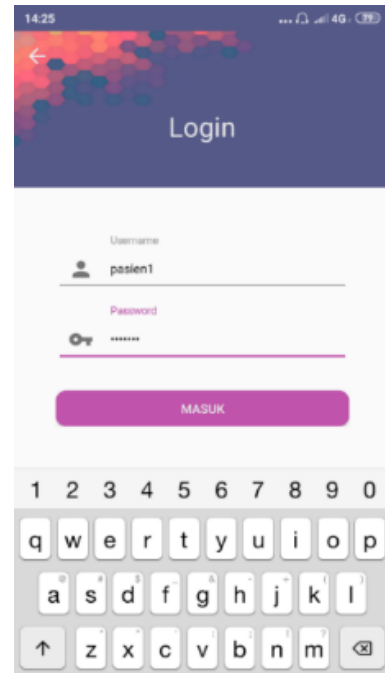 14:25 ... 4G 79
Login
Username
pasien1
Password
•••••••
MASUK
1 2 3 4 5 6 7 8 9 0
q w e r t y u i o p
a s d f g h j k l
z x c v b n m